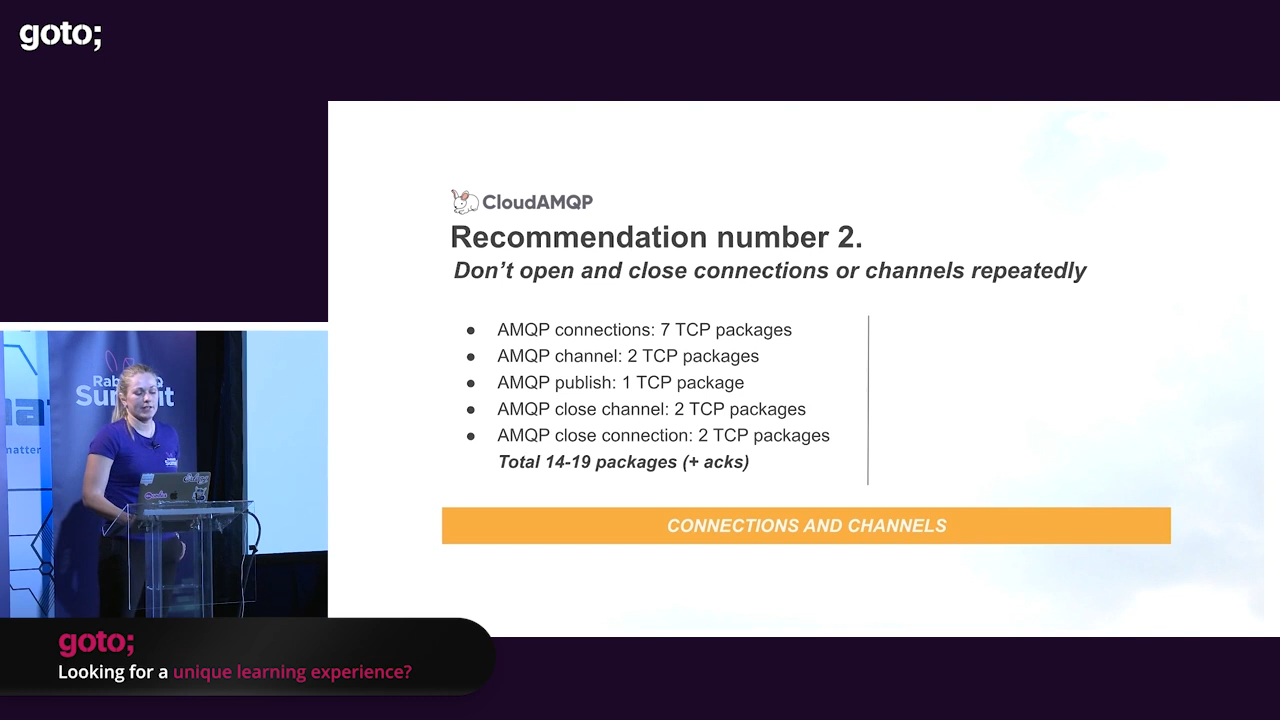 goto;
CloudAMQP
Recommendation number 2.
Don't open and close connections or channels repeatedly
● AMQP connections: 7 TCP packages
● AMQP channel: 2 TCP packages
● AMQP publish: 1 TCP package
● AMQP close channel: 2 TCP packages
● AMQP close connection: 2 TCP packages
Total 14-19 packages (+ acks)
CONNECTIONS AND CHANNELS
Summit
matter
goto;
Looking for a unique learning experience?